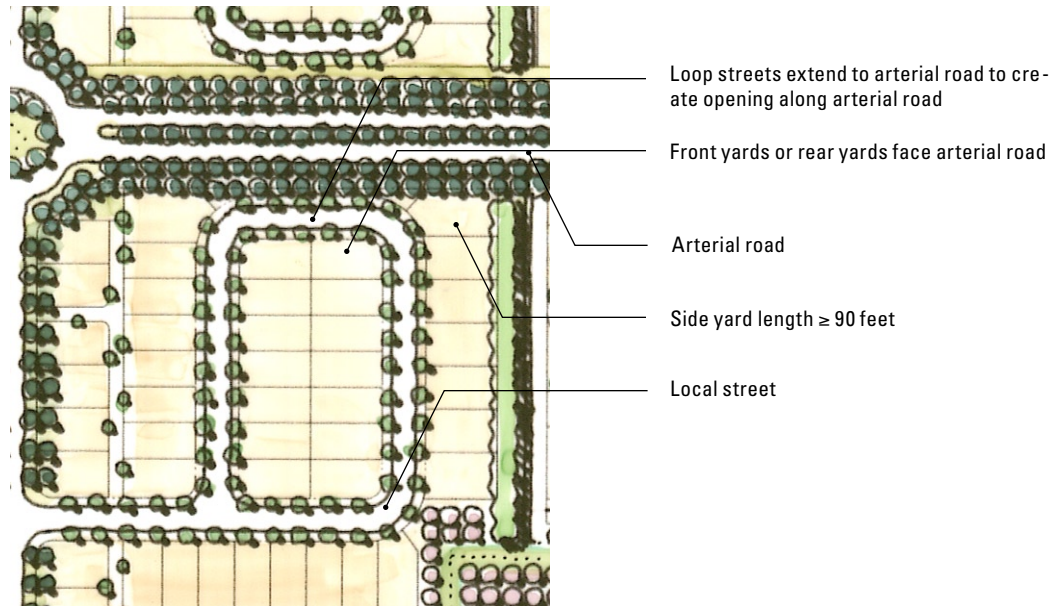 Loop streets extend to arterial road to cre-
ate opening along arterial road
Front yards or rear yards face arterial road
Arterial road
Side yard length ≥ 90 feet
Local street